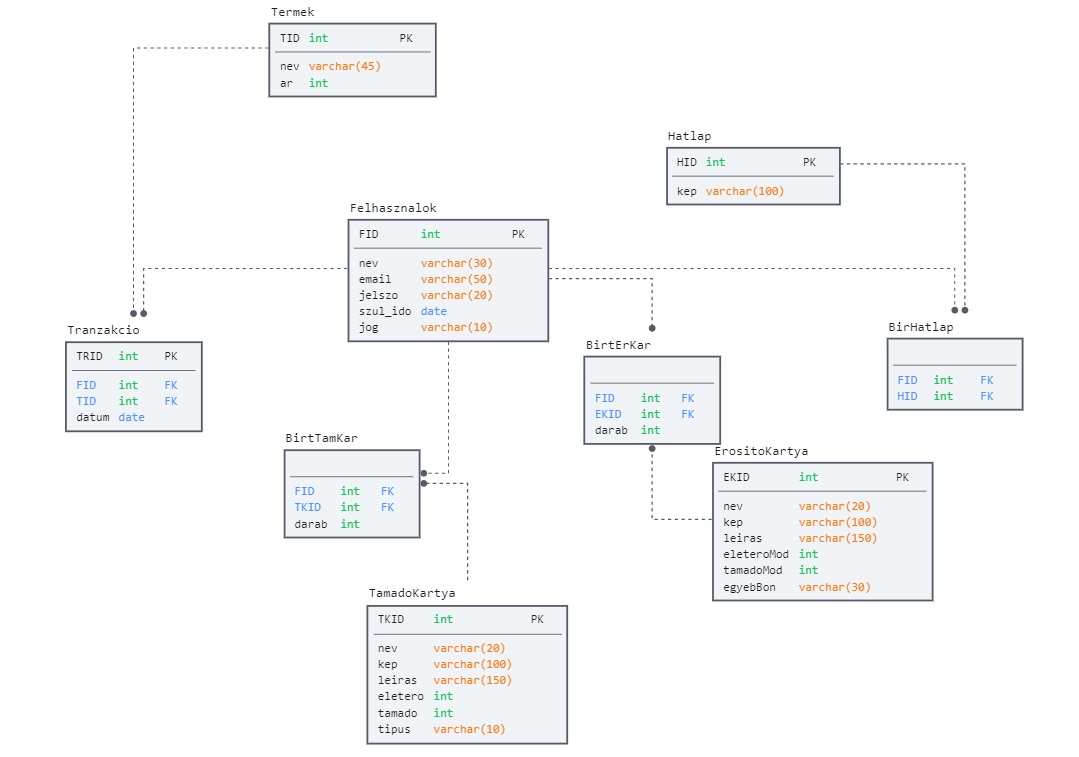 Termek
TID int PK
nev varchar(45)
ar int
Hatlap
HID int PK
kep varchar(100)
Felhasznalok
FID int PK
nev varchar(30)
email varchar(50)
jelszo varchar(20)
szul_ido date
jog varchar(10)
Tranzakcio
TRID int PK
FID int FK
TID int FK
datum date
BirHatlap
FID int FK
HID int FK
BirtErKar
FID int FK
EKID int FK
darab int
BirtTamKar
FID int FK
TKID int FK
darab int
ErositoKartya
EKID int PK
nev varchar(20)
kep varchar(100)
leiras varchar(150)
eleteroMod int
tamadoMod int
egyebBon varchar(30)
TamadoKartya
TKID int PK
nev varchar(20)
kep varchar(100)
leiras varchar(150)
eletero int
tamado int
tipus varchar(10)